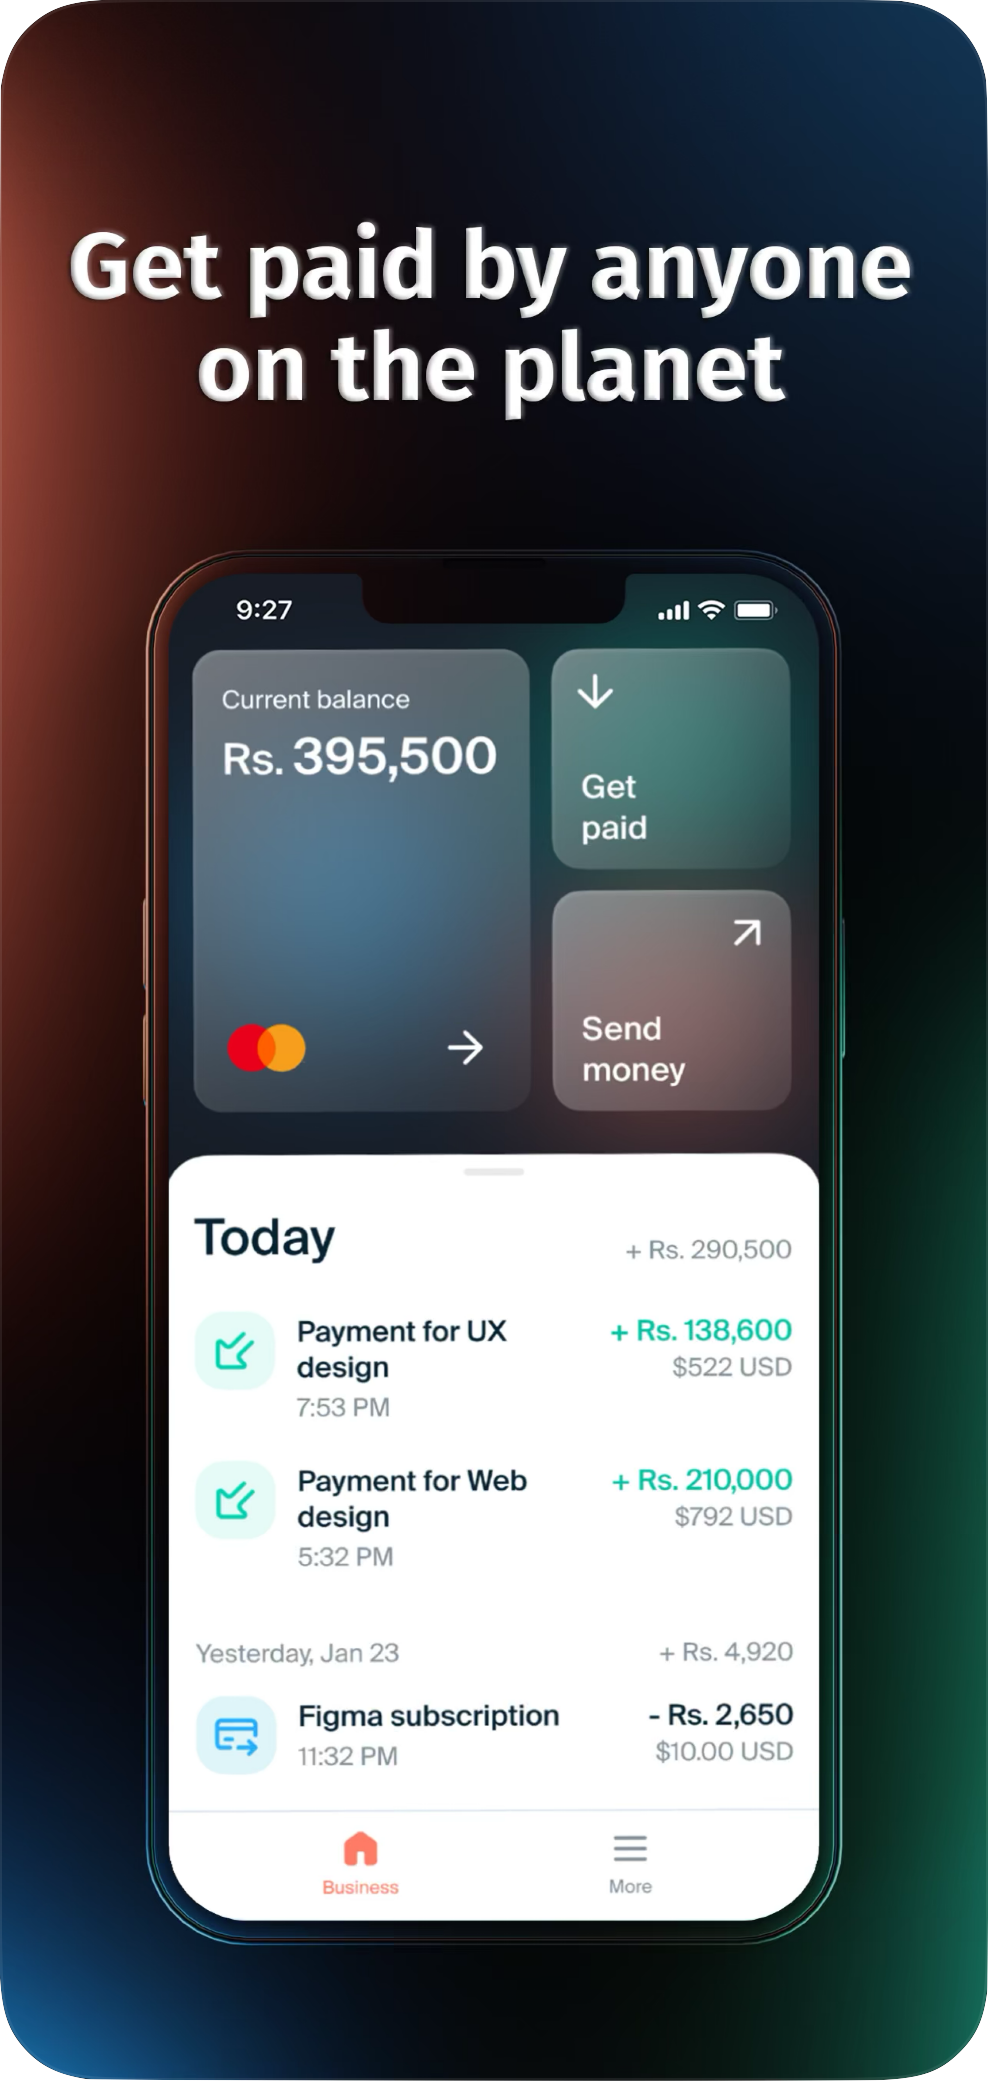 Get paid by anyone
on the planet
9:27
Current balance
Rs. 395,500
Get
paid
Send
money
Today
+ Rs. 290,500
Payment for UX
design
+ Rs. 138,600
$522 USD
7:53 PM
Payment for Web
design
+ Rs. 210,000
$792 USD
5:32 PM
Yesterday, Jan 23
+ Rs. 4,920
Figma subscription
- Rs. 2,650
11:32 PM
$10.00 USD
Business
More